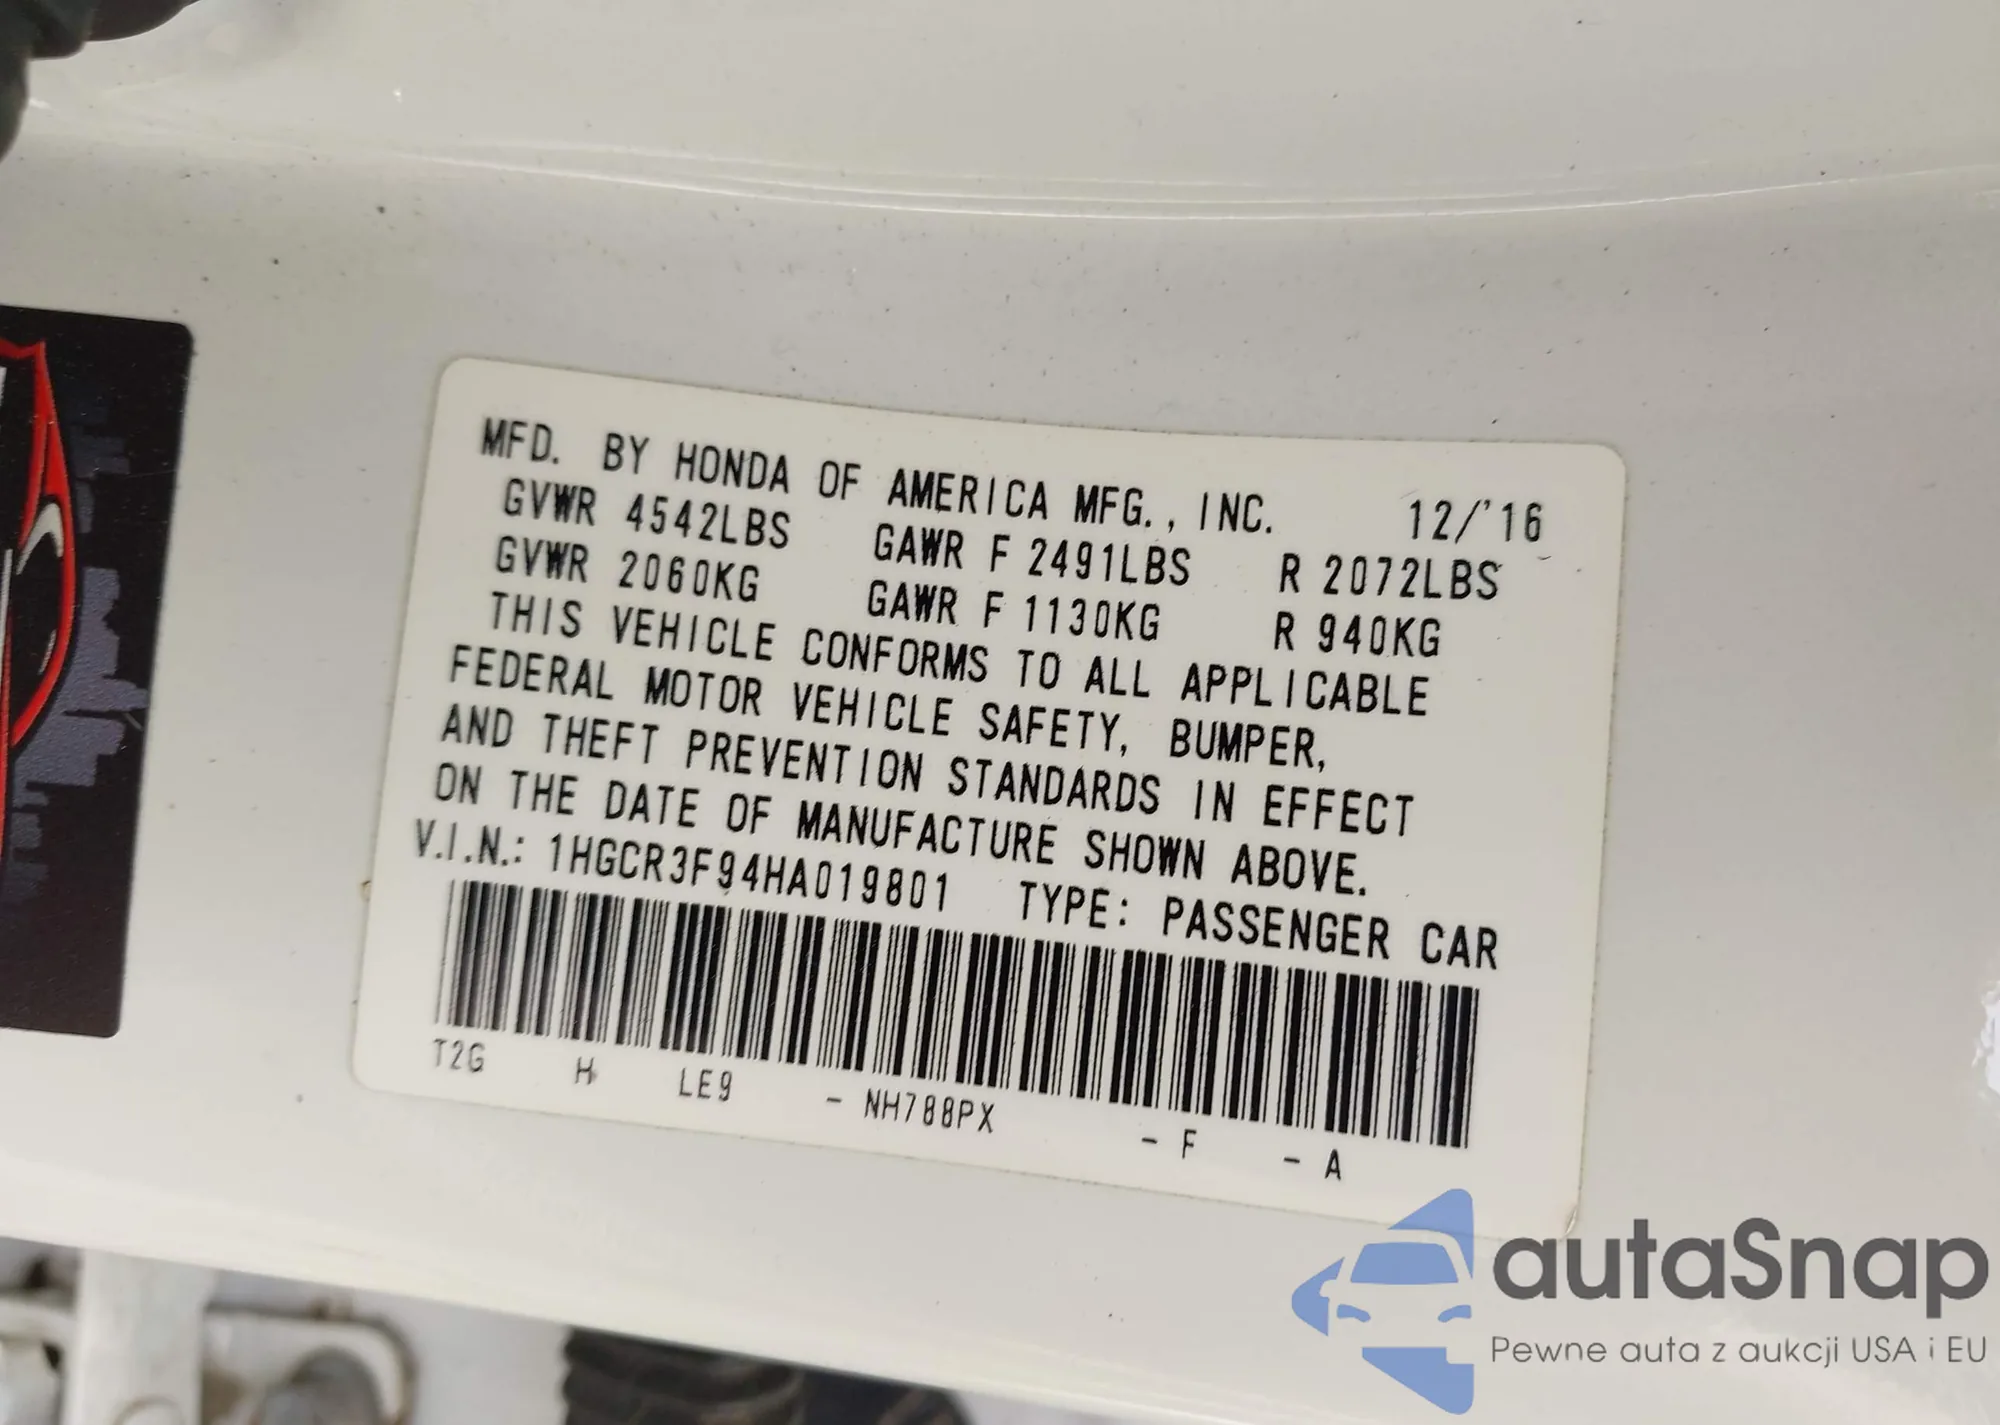 MFD. BY HONDA OF AMERICA MFG., INC. 12/'16
GVWR 4542LBS GAWR F 2491LBS R 2072LBS
GVWR 2060KG GAWR F 1130KG R 940KG
THIS VEHICLE CONFORMS TO ALL APPLICABLE
FEDERAL MOTOR VEHICLE SAFETY, BUMPER,
AND THEFT PREVENTION STANDARDS IN EFFECT
ON THE DATE OF MANUFACTURE SHOWN ABOVE.
V.I.N.: 1HGCR3F94HA019801 TYPE: PASSENGER CAR
T2G H LE9 - NH788PX - F - A
autaSnap
Pewne auta z aukcji USA i EU